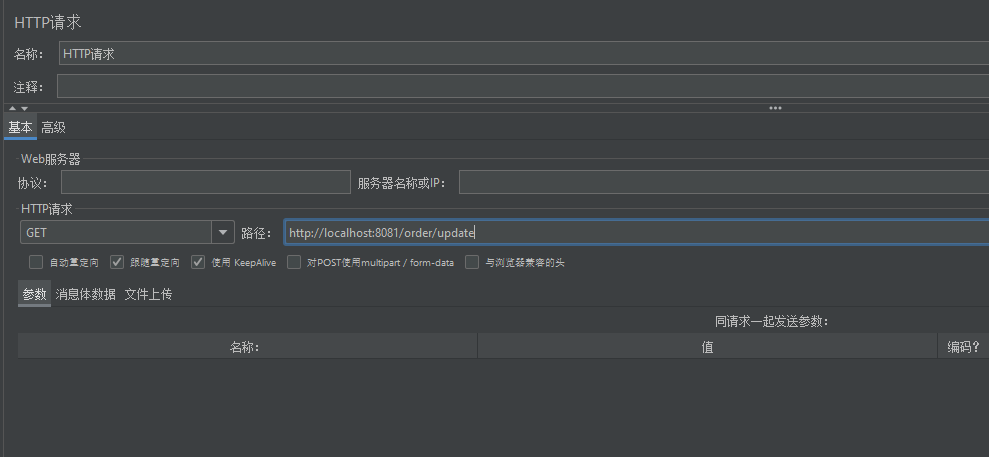 HTTP请求
名称： HTTP请求
注释：
基本 高级
Web服务器
协议： 服务器名称或IP：
HTTP请求
GET 路径： http://localhost:8081/order/update
自动重定向 跟随重定向 使用 KeepAlive 对POST使用multipart / form-data 与浏览器兼容的头
参数 消息体数据 文件上传
同请求一起发送参数：
名称： 值 编码？